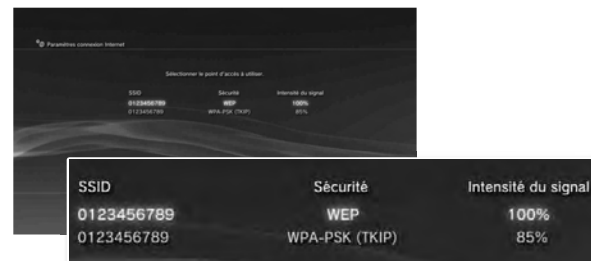 Paramètres connexion Internet
Sélectionner le point d'accès à utiliser.
SSID Sécurité Intensité du signal
0123456789 WEP 100%
0123456789 WPA-PSK (TKIP) 85%
SSID Sécurité Intensité du signal
0123456789 WEP 100%
0123456789 WPA-PSK (TKIP) 85%